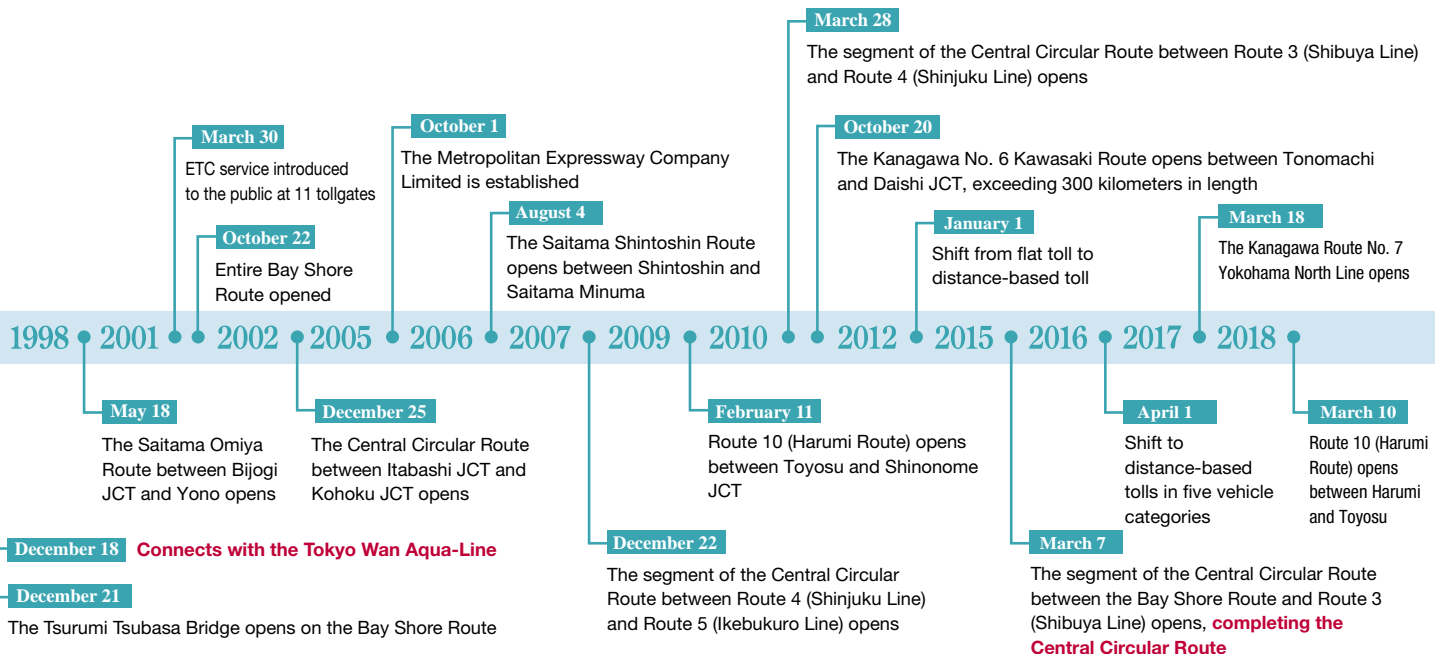 March 28
The segment of the Central Circular Route between Route 3 (Shibuya Line)
and Route 4 (Shinjuku Line) opens
March 30
ETC service introduced
to the public at 11 tollgates
October 1
The Metropolitan Expressway Company
Limited is established
October 20
The Kanagawa No. 6 Kawasaki Route opens between Tonomachi
and Daishi JCT, exceeding 300 kilometers in length
October 22
Entire Bay Shore
Route opened
August 4
The Saitama Shintoshin Route
opens between Shintoshin and
Saitama Minuma
January 1
Shift from flat toll to
distance-based toll
March 18
The Kanagawa Route No. 7
Yokohama North Line opens
1998 2001 2002 2005 2006 2007 2009 2010 2012 2015 2016 2017 2018
May 18
The Saitama Omiya
Route between Bijogi
JCT and Yono opens
December 25
The Central Circular Route
between Itabashi JCT and
Kohoku JCT opens
February 11
Route 10 (Harumi Route) opens
between Toyosu and Shinonome
JCT
April 1
Shift to
distance-based
tolls in five vehicle
categories
March 10
Route 10 (Harumi
Route) opens
between Harumi
and Toyosu
December 18 Connects with the Tokyo Wan Aqua-Line
December 21
The Tsurumi Tsubasa Bridge opens on the Bay Shore Route
December 22
The segment of the Central Circular
Route between Route 4 (Shinjuku Line)
and Route 5 (Ikebukuro Line) opens
March 7
The segment of the Central Circular Route
between the Bay Shore Route and Route 3
(Shibuya Line) opens, completing the
Central Circular Route